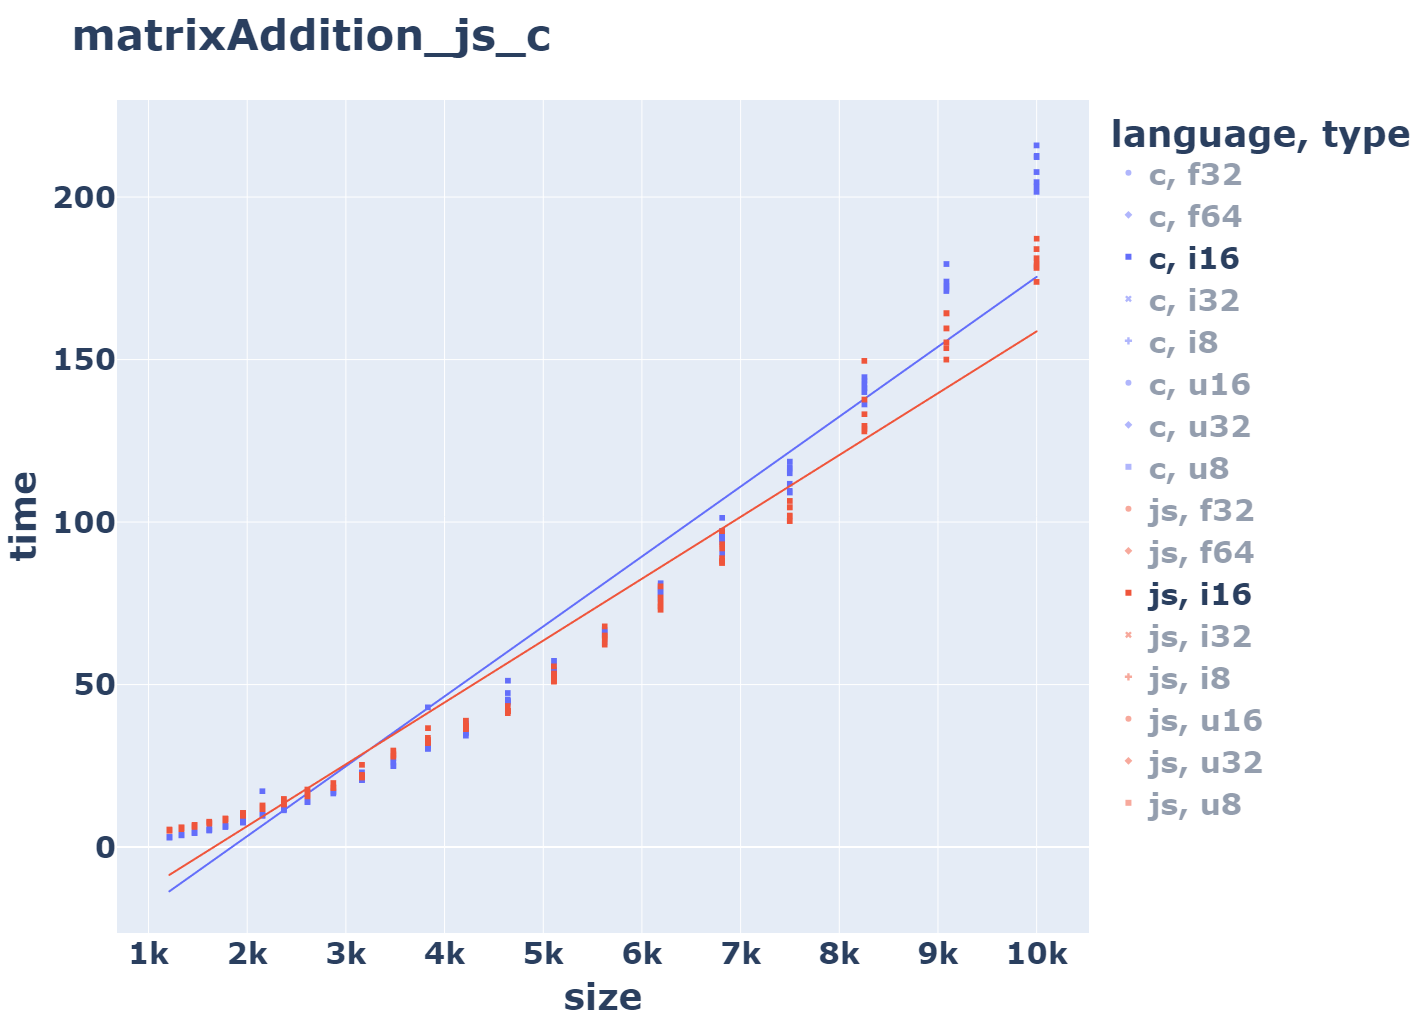 matrixAddition_js_c
language, type
c, f32
c, f64
c, i16
c, i32
c, i8
c, u16
c, u32
c, u8
js, f32
js, f64
js, i16
js, i32
js, i8
js, u16
js, u32
js, u8
time
200
150
100
50
0
1k 2k 3k 4k 5k 6k 7k 8k 9k 10k
size